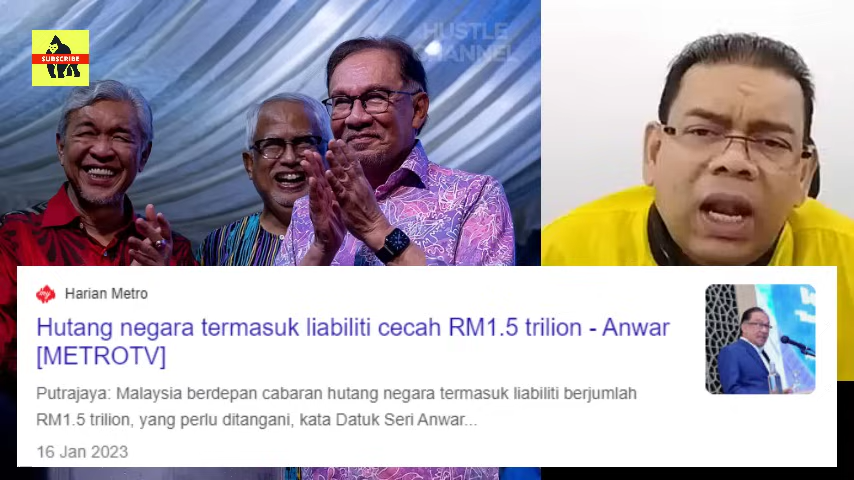 HUSTLE
CHANNEL
SUBSCRIBE
Harian Metro
Hutang negara termasuk liabiliti cecah RM1.5 trilion - Anwar
[METROTV]
Putrajaya: Malaysia berdepan cabaran hutang negara termasuk liabiliti berjumlah
RM1.5 trilion, yang perlu ditangani, kata Datuk Seri Anwar...
16 Jan 2023